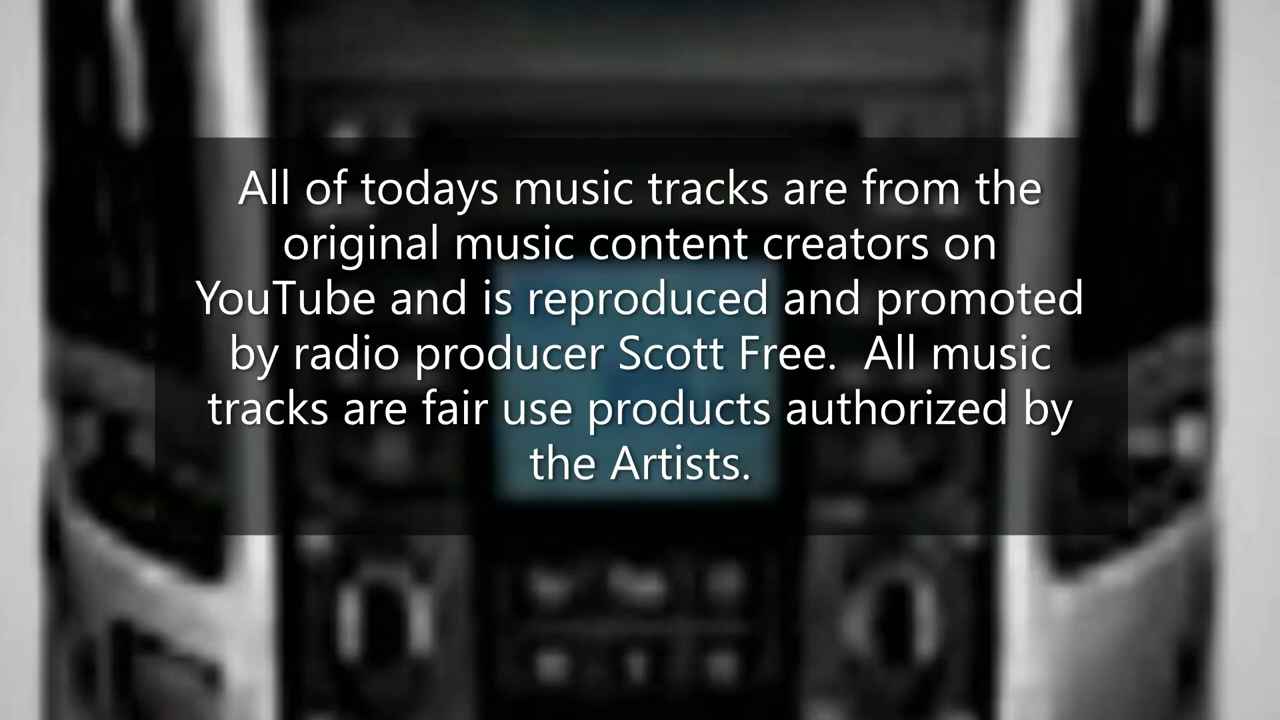 All of todays music tracks are from the
original music content creators on
YouTube and is reproduced and promoted
by radio producer Scott Free.  All music
tracks are fair use products authorized by
the Artists.